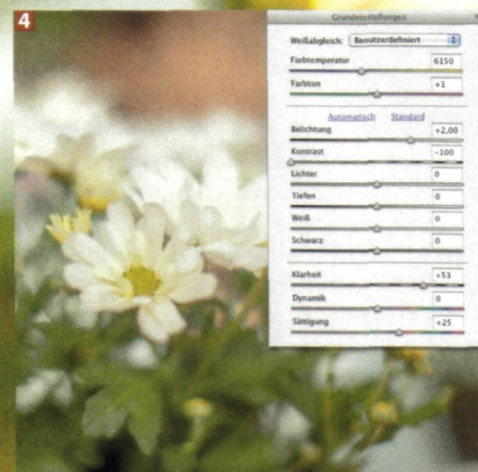 4
Grundeinstellungen
Weißabgleich: Benutzerdefiniert
Farbtemperatur 6150
Farbton +1
Automatisch Standard
Belichtung +2,00
Kontrast -100
Lichter 0
Tiefen 0
Weiß 0
Schwarz 0
Klarheit +53
Dynamik 0
Sättigung +25